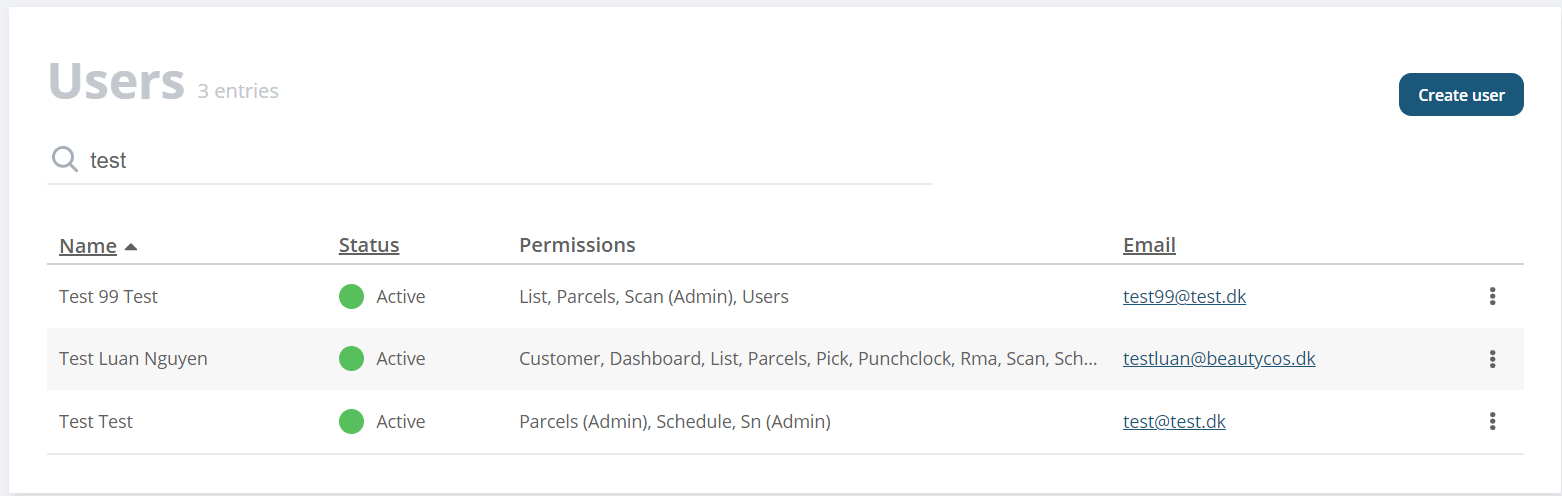 Users 3 entries
Create user
test
Name Status Permissions Email
Test 99 Test Active List, Parcels, Scan (Admin), Users test99@test.dk
Test Luan Nguyen Active Customer, Dashboard, List, Parcels, Pick, Punchclock, Rma, Scan, Sch... testluan@beautycos.dk
Test Test Active Parcels (Admin), Schedule, Sn (Admin) test@test.dk